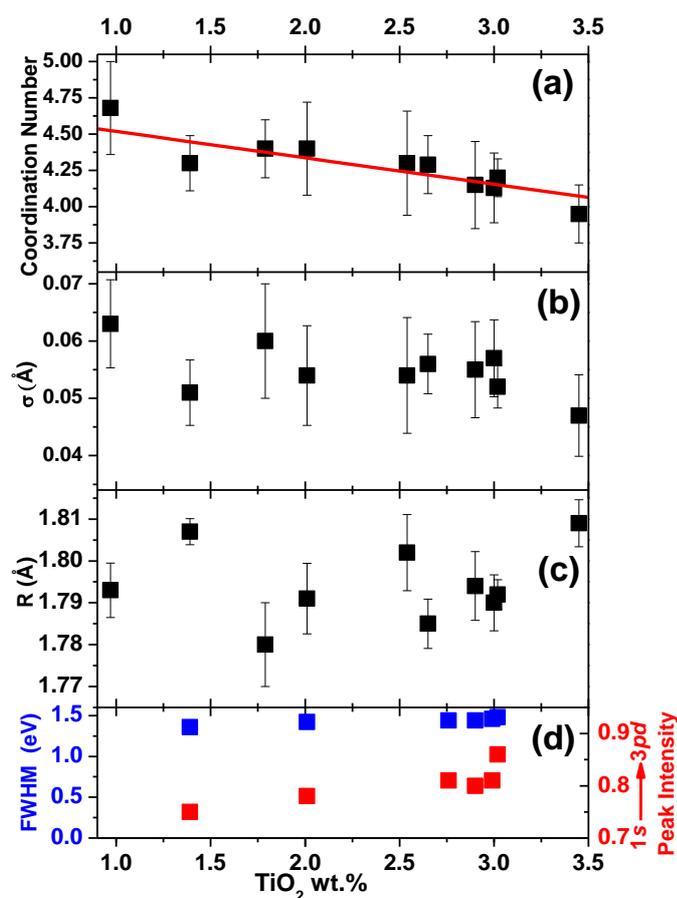 1.0 1.5 2.0 2.5 3.0 3.5
5.00
4.75
4.50
4.25
4.00
3.75
Coordination Number
(a)
0.07
0.06
0.05
0.04
σ (Å)
(b)
1.81
1.80
1.79
1.78
1.77
R (Å)
(c)
1.5
1.0
0.5
0.0
FWHM (eV)
(d)
0.9
0.8
0.7
1s→3pd
Peak Intensity
1.0 1.5 2.0 2.5 3.0 3.5
TiO₂ wt.%